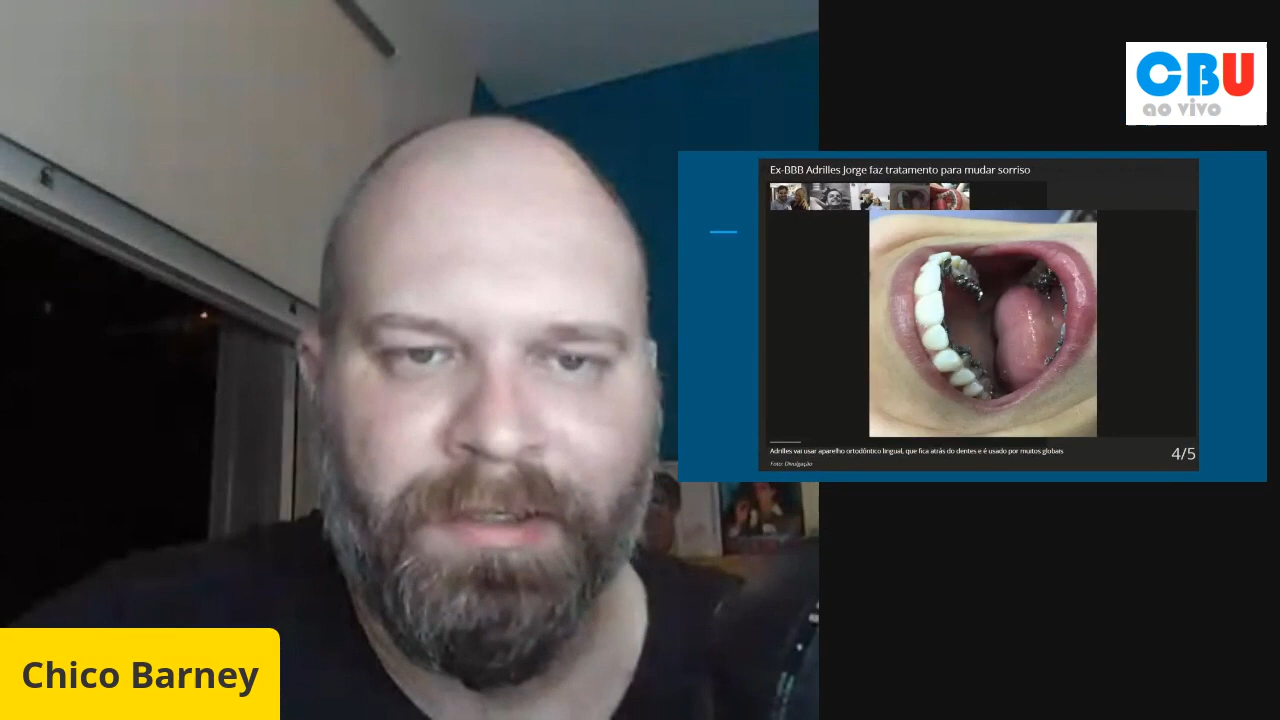 CBU
ao vivo
Ex-BBB Adrilles Jorge faz tratamento para mudar sorriso
Adrilles vai usar aparelho ortodôntico lingual, que fica atrás do dentes e é usado por muitos globais
4/5
Foto: Divulgação
Chico Barney